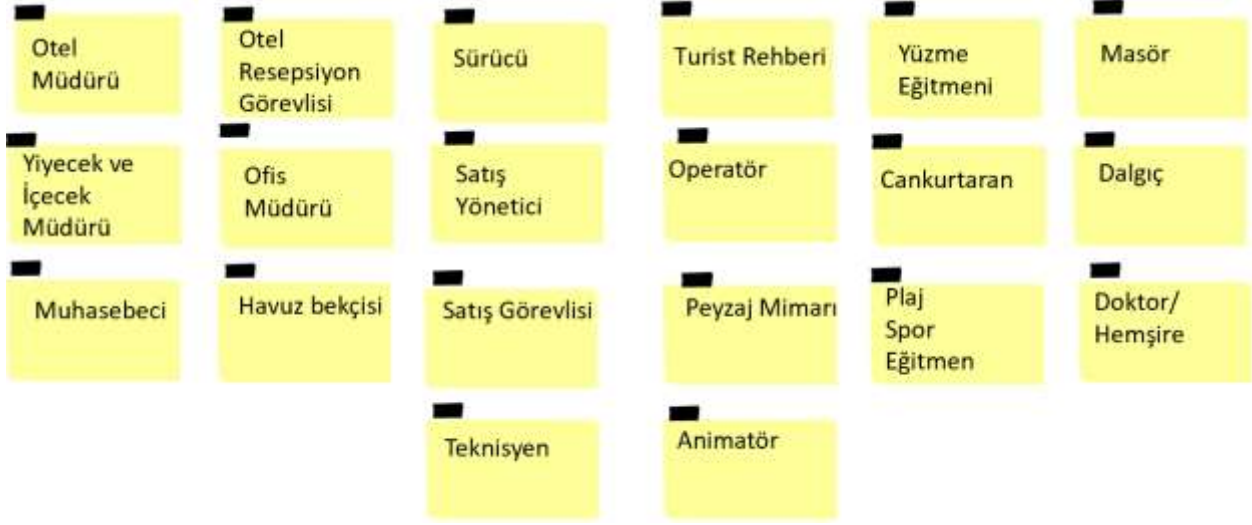 Otel
Müdürü
Otel
Resepsiyon
Görevlisi
Sürücü
Turist Rehberi
Yüzme
Eğitmeni
Masör
Yiyecek ve
İçecek
Müdürü
Ofis
Müdürü
Satış
Yönetici
Operatör
Cankurtaran
Dalgıç
Muhasebeci
Havuz bekçisi
Satış Görevlisi
Peyzaj Mimarı
Plaj
Spor
Eğitmen
Doktor/
Hemşire
Teknisyen
Animatör